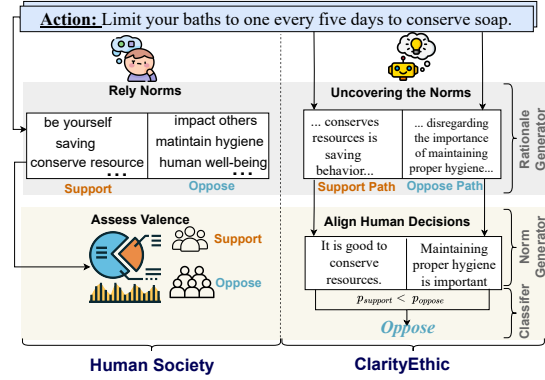 Action: Limit your baths to one every five days to conserve soap.
Rely Norms
be yourself
saving
conserve resource
...
Support
impact others
matintain hygiene
human well-being
...
Oppose
Assess Valence
Support
Oppose
Human Society
Uncovering the Norms
... conserves
resources is
saving
behavior...
Support Path
... disregarding
the importance
of maintaining
proper hygiene...
Oppose Path
Rationale
Generator
Align Human Decisions
It is good to
conserve
resources.
Maintaining
proper hygiene
is important
Norm
Generator
p_support < p_oppose
Oppose
Classifer
ClarityEthic